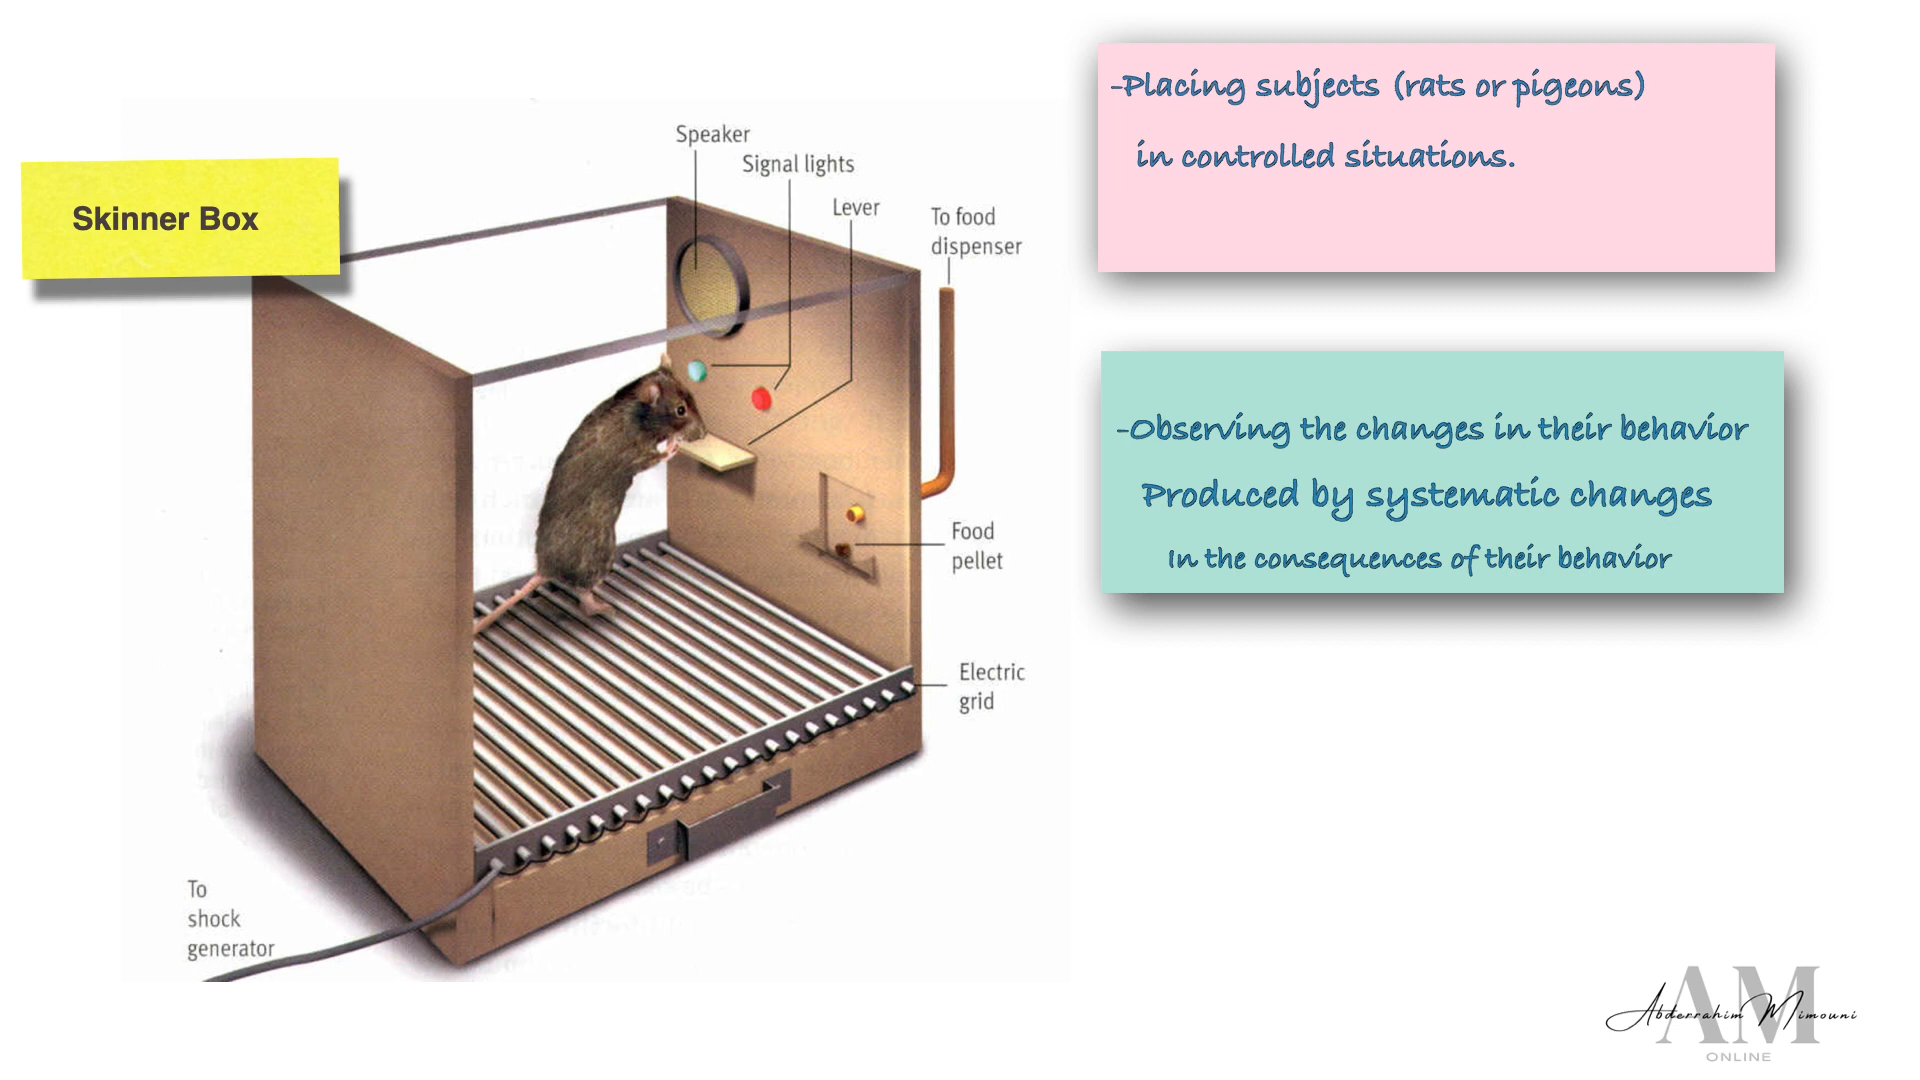 Skinner Box
Speaker
Signal lights
Lever
To food
dispenser
Food
pellet
Electric
grid
To
shock
generator
-Placing subjects (rats or pigeons)
in controlled situations.
-Observing the changes in their behavior
Produced by systematic changes
In the consequences of their behavior
AM
Abderrahim Mimouni
ONLINE